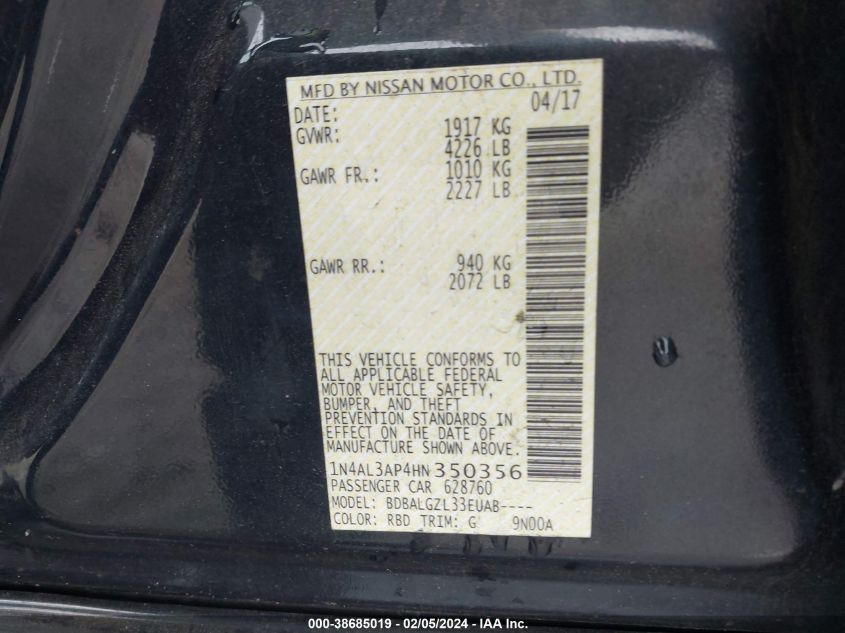 MFD BY NISSAN MOTOR CO., LTD.
DATE: 04/17
GVWR: 1917 KG
4226 LB
GAWR FR.: 1010 KG
2227 LB
GAWR RR.: 940 KG
2072 LB
THIS VEHICLE CONFORMS TO
ALL APPLICABLE FEDERAL
MOTOR VEHICLE SAFETY,
BUMPER, AND THEFT
PREVENTION STANDARDS IN
EFFECT ON THE DATE OF
MANUFACTURE SHOWN ABOVE.
1N4AL3AP4HN350356
PASSENGER CAR 628760
MODEL: BDBALGZL33EUAB----
COLOR: RBD TRIM: G 9N00A
000-38685019 - 02/05/2024 - IAA Inc.